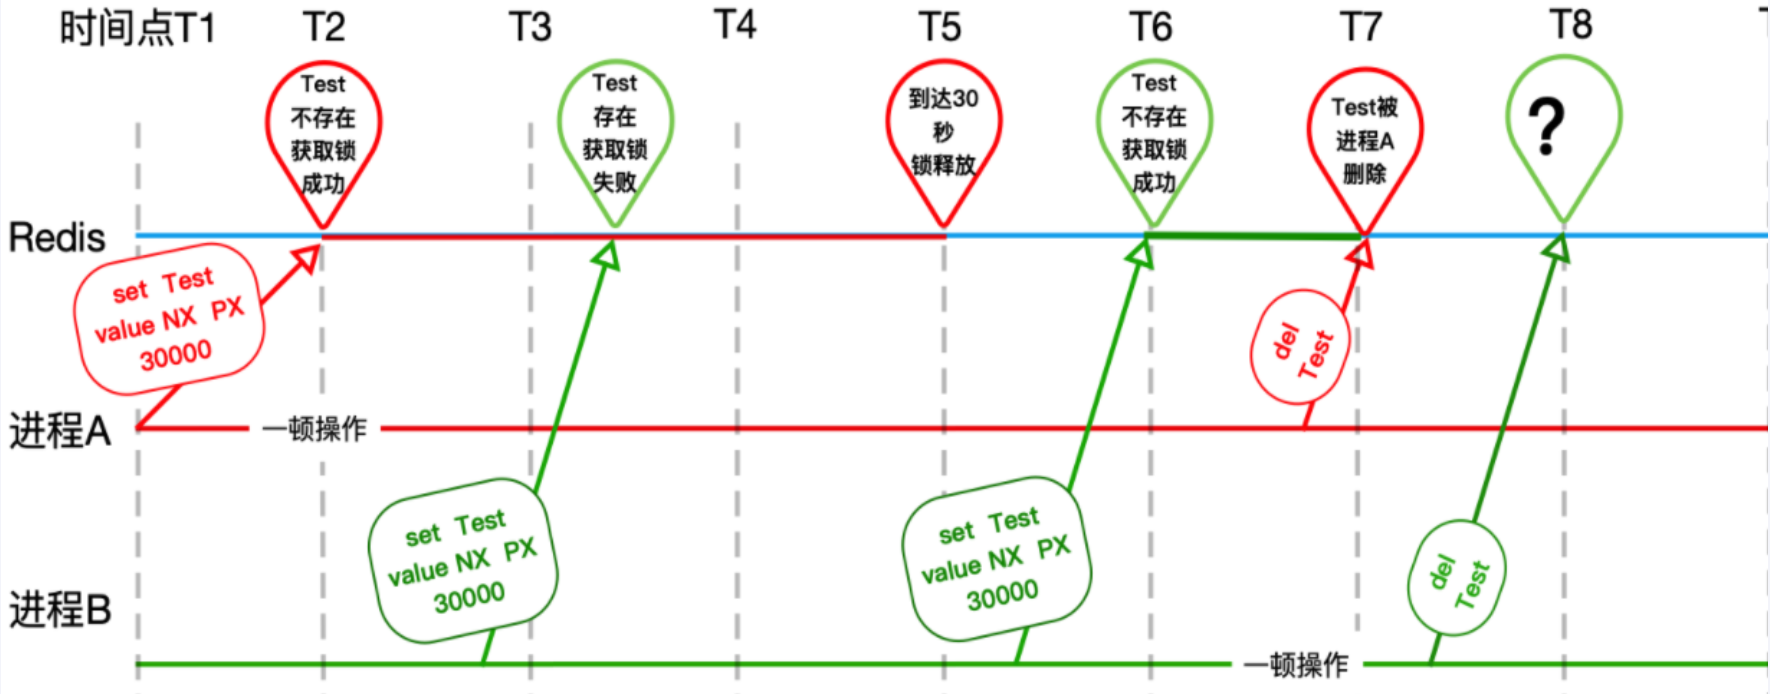 时间点T1 T2 T3 T4 T5 T6 T7 T8
Test
不存在
获取锁
成功
Test
存在
获取锁
失败
到达30
秒
锁释放
Test
不存在
获取锁
成功
Test被
进程A
删除
?
Redis
set Test
value NX PX
30000
del
Test
进程A
一顿操作
set Test
value NX PX
30000
set Test
value NX PX
30000
del
Test
进程B
一顿操作